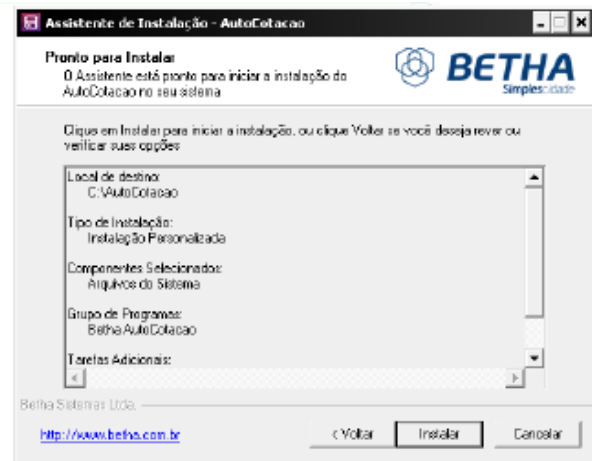 Assistente de Instalação - AutoCotacao
Pronto para Instalar
O Assistente está pronto para iniciar a instalação do
AutoCotacao no seu sistema
BETHA
Simplescidade
Clique em Instalar para iniciar a instalação, ou clique Voltar se você deseja rever ou
verificar suas opções
Local de destino:
C:\AutoCotacao
Tipo de Instalação:
Instalação Personalizada
Componentes Selecionados:
Arquivos do Sistema
Grupo de Programas:
Betha AutoCotacao
Tarefas Adicionais:
Betha Sistemas Ltda.
http://www.betha.com.br
< Voltar
Instalar
Cancelar